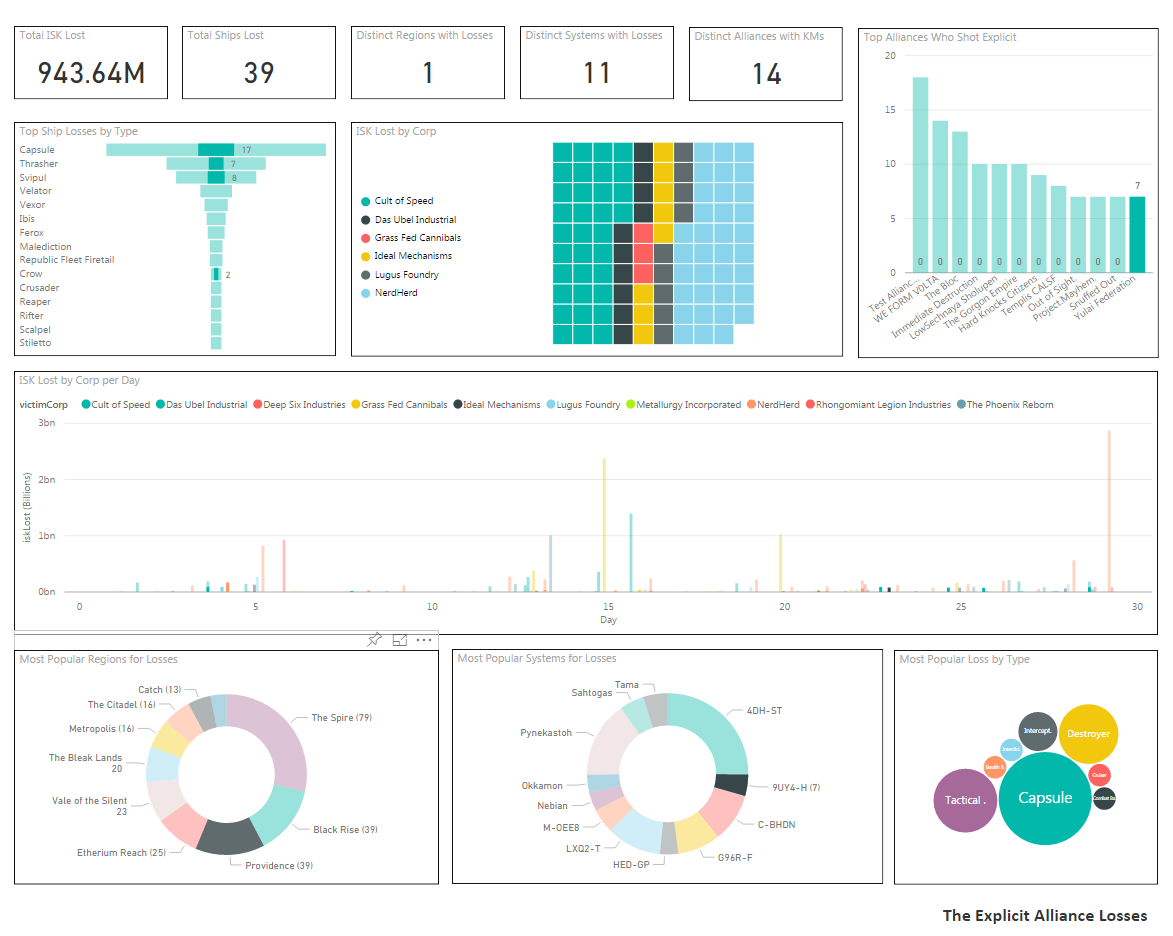 Total ISK Lost
943.64M
Total Ships Lost
39
Distinct Regions with Losses
1
Distinct Systems with Losses
11
Distinct Alliances with KMs
14
Top Alliances Who Shot Explicit
20
15
10
5
0
7
0 0 0 0 0 0 0 0 0 0 0
Test Allianc...
WE FORM V0LTA
The Bloc
Immediate Destruction
LowSechnaya Sholupen
The Gorgon Empire
Hard Knocks Citizens
Templis CALSF
Out of Sight.
Project.Mayhem.
Snuffed Out
Yulai Federation
Top Ship Losses by Type
Capsule 17
Thrasher 7
Svipul 8
Velator
Vexor
Ibis
Ferox
Malediction
Republic Fleet Firetail
Crow 2
Crusader
Reaper
Rifter
Scalpel
Stiletto
ISK Lost by Corp
Cult of Speed
Das Ubel Industrial
Grass Fed Cannibals
Ideal Mechanisms
Lugus Foundry
NerdHerd
ISK Lost by Corp per Day
victimCorp Cult of Speed Das Ubel Industrial Deep Six Industries Grass Fed Cannibals Ideal Mechanisms Lugus Foundry Metallurgy Incorporated NerdHerd Rhongomiant Legion Industries The Phoenix Reborn
3bn
2bn
1bn
0bn
iskLost (Billions)
0 5 10 15 20 25 30
Day
Most Popular Regions for Losses
Catch (13)
The Citadel (16)
Metropolis (16)
The Bleak Lands
20
Vale of the Silent
23
Etherium Reach (25)
The Spire (79)
Black Rise (39)
Providence (39)
Most Popular Systems for Losses
Tama
Sahtogas
Pynekastoh
Okkamon
Nebian
M-OEE8
LXQ2-T
HED-GP
4DH-ST
9UY4-H (7)
C-BHDN
G96R-F
Most Popular Loss by Type
Intercept.
Destroyer
Interdict.
Stealth B.
Cruiser
Tactical .
Capsule
The Explicit Alliance Losses